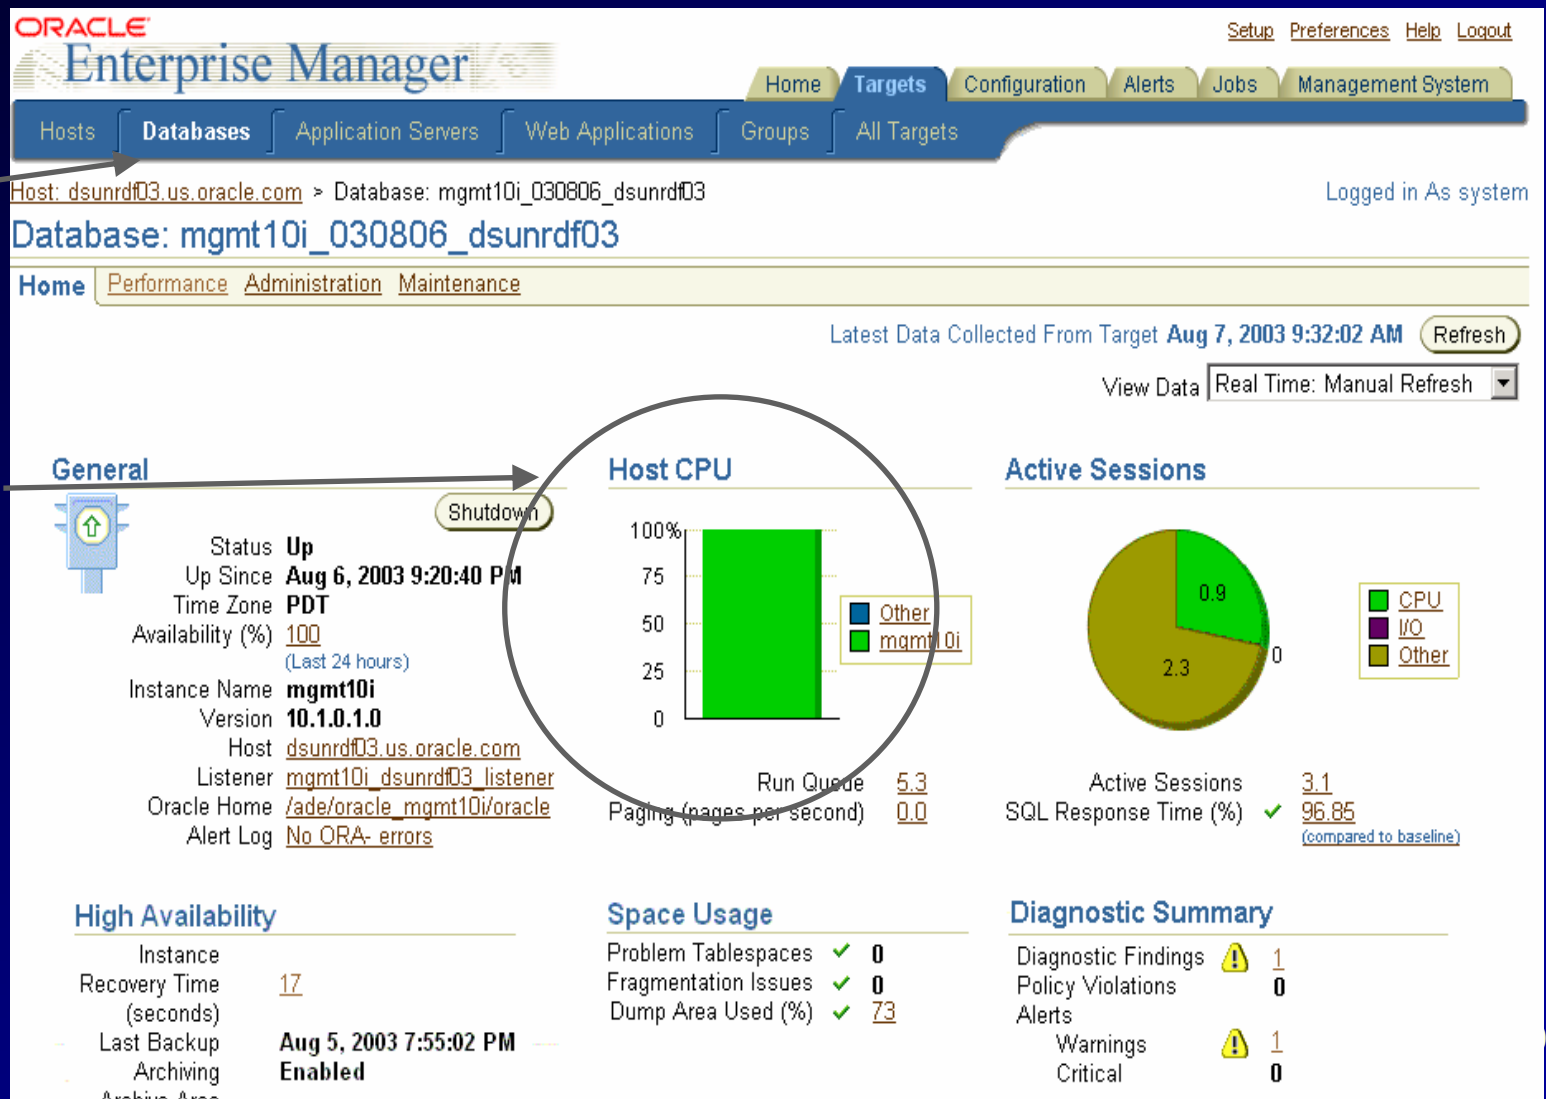 ORACLE
Enterprise Manager
Setup Preferences Help Logout
Home Targets Configuration Alerts Jobs Management System
Hosts Databases Application Servers Web Applications Groups All Targets
Host: dsunrdf03.us.oracle.com > Database: mgmt10i_030806_dsunrdf03
Logged in As system
Database: mgmt10i_030806_dsunrdf03
Home Performance Administration Maintenance
Latest Data Collected From Target Aug 7, 2003 9:32:02 AM Refresh
View Data Real Time: Manual Refresh
General
Shutdown
Status Up
Up Since Aug 6, 2003 9:20:40 PM
Time Zone PDT
Availability (%) 100
(Last 24 hours)
Instance Name mgmt10i
Version 10.1.0.1.0
Host dsunrdf03.us.oracle.com
Listener mgmt10i_dsunrdf03_listener
Oracle Home /ade/oracle_mgmt10i/oracle
Alert Log No ORA- errors
Host CPU
100%
75
50
25
0
Other
mgmt10i
Run Queue 5.3
Paging (pages per second) 0.0
Active Sessions
0.9
0
2.3
CPU
I/O
Other
Active Sessions 3.1
SQL Response Time (%) 96.85
(compared to baseline)
High Availability
Instance
Recovery Time 17
(seconds)
Last Backup Aug 5, 2003 7:55:02 PM
Archiving Enabled
Archive Area
Space Usage
Problem Tablespaces 0
Fragmentation Issues 0
Dump Area Used (%) 73
Diagnostic Summary
Diagnostic Findings 1
Policy Violations 0
Alerts
Warnings 1
Critical 0